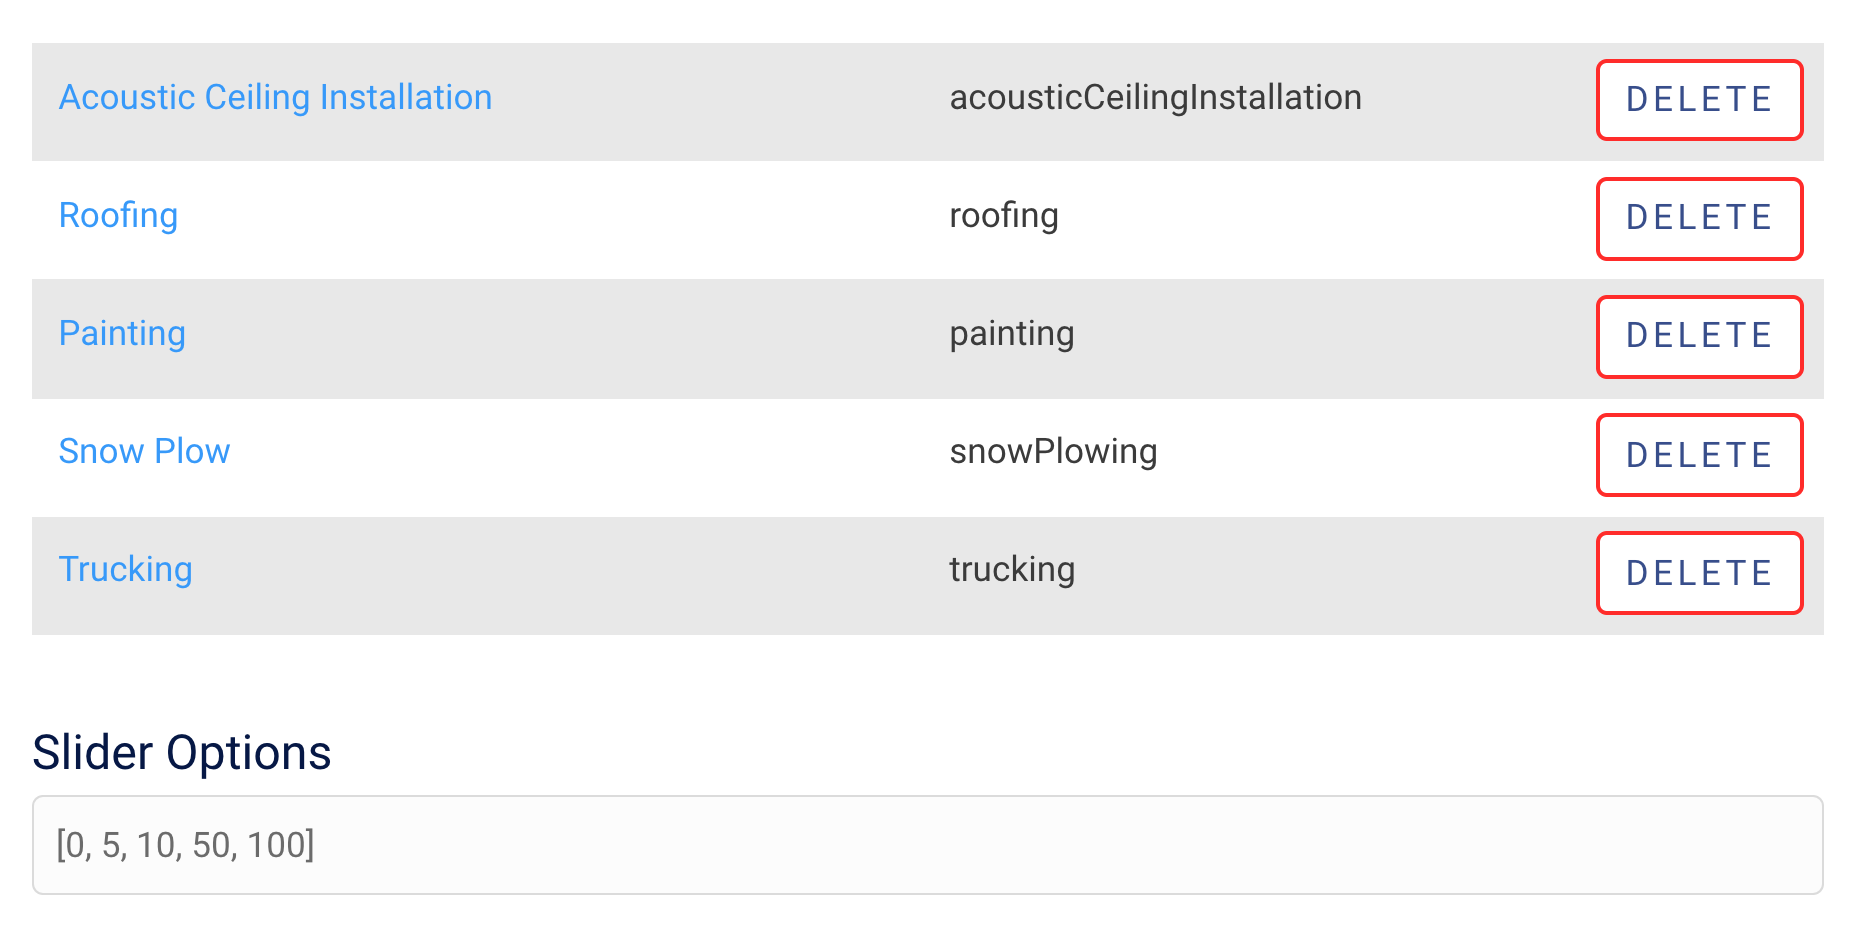 Acoustic Ceiling Installation acousticCeilingInstallation DELETE
Roofing roofing DELETE
Painting painting DELETE
Snow Plow snowPlowing DELETE
Trucking trucking DELETE
Slider Options
[0, 5, 10, 50, 100]